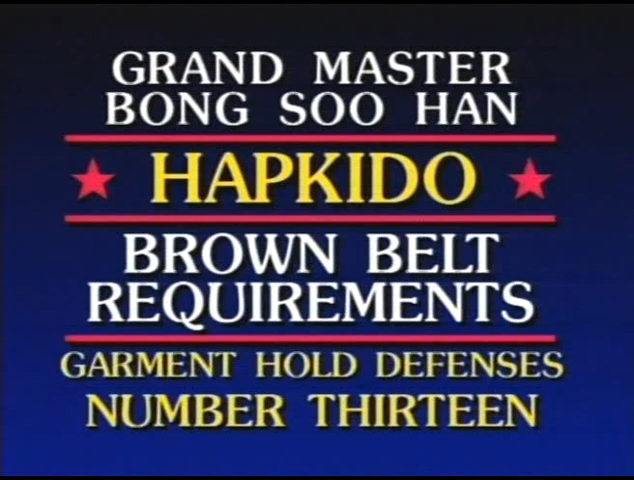 GRAND MASTER
BONG SOO HAN
HAPKIDO
BROWN BELT
REQUIREMENTS
GARMENT HOLD DEFENSES
NUMBER THIRTEEN